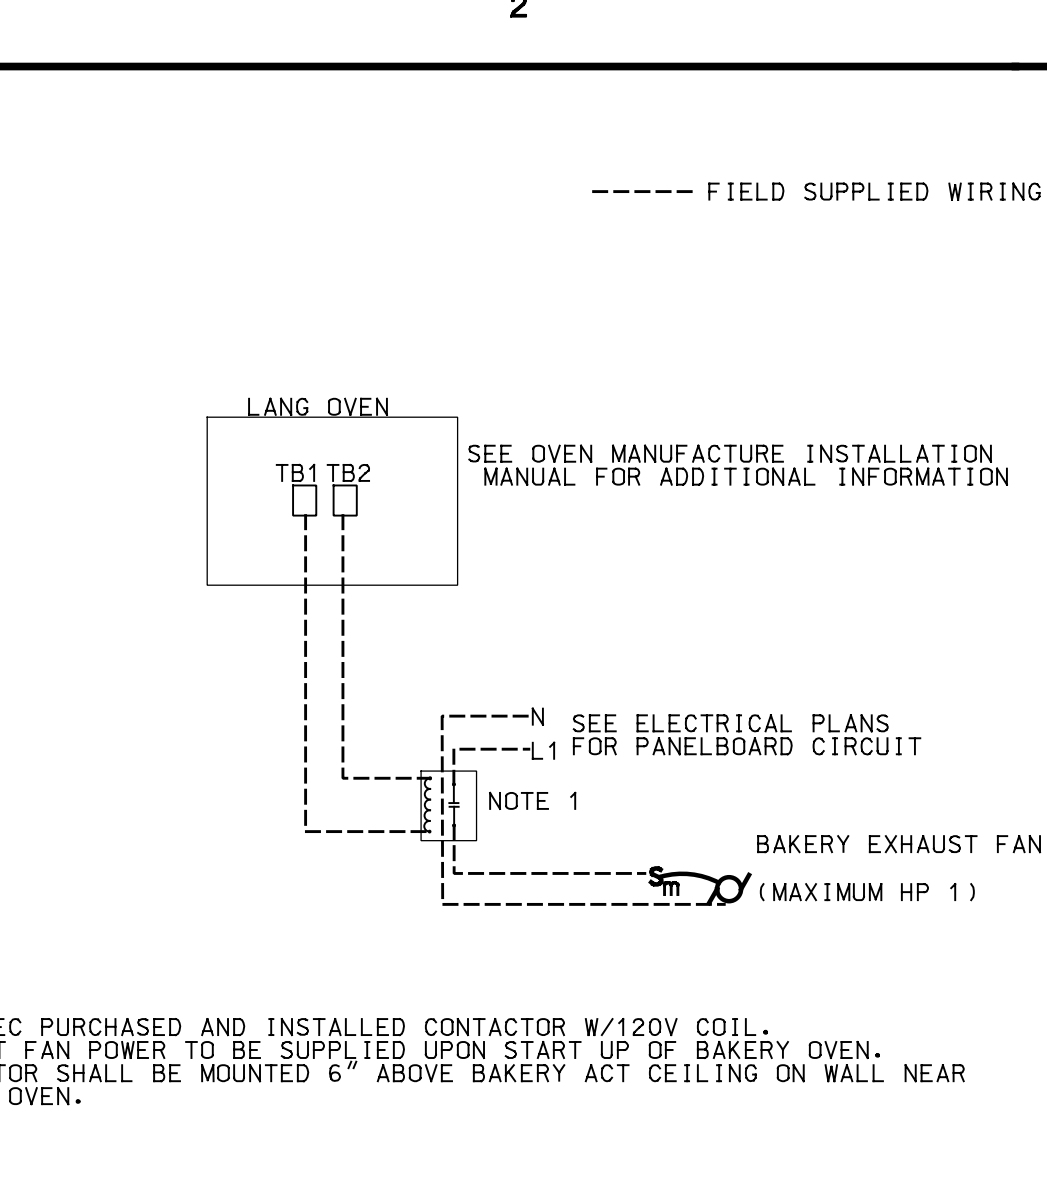 2
FIELD SUPPLIED WIRING
LANG OVEN
SEE OVEN MANUFACTURE INSTALLATION
MANUAL FOR ADDITIONAL INFORMATION
TB1 TB2
N
SEE ELECTRICAL PLANS
L1
FOR PANELBOARD CIRCUIT
NOTE 1
BAKERY EXHAUST FAN
Sm
(MAXIMUM HP 1)
PURCHASED AND INSTALLED CONTACTOR W/120V COIL.
FAN POWER TO BE SUPPLIED UPON START UP OF BAKERY OVEN.
SHALL BE MOUNTED 6" ABOVE BAKERY ACT CEILING ON WALL NEAR
OVEN.